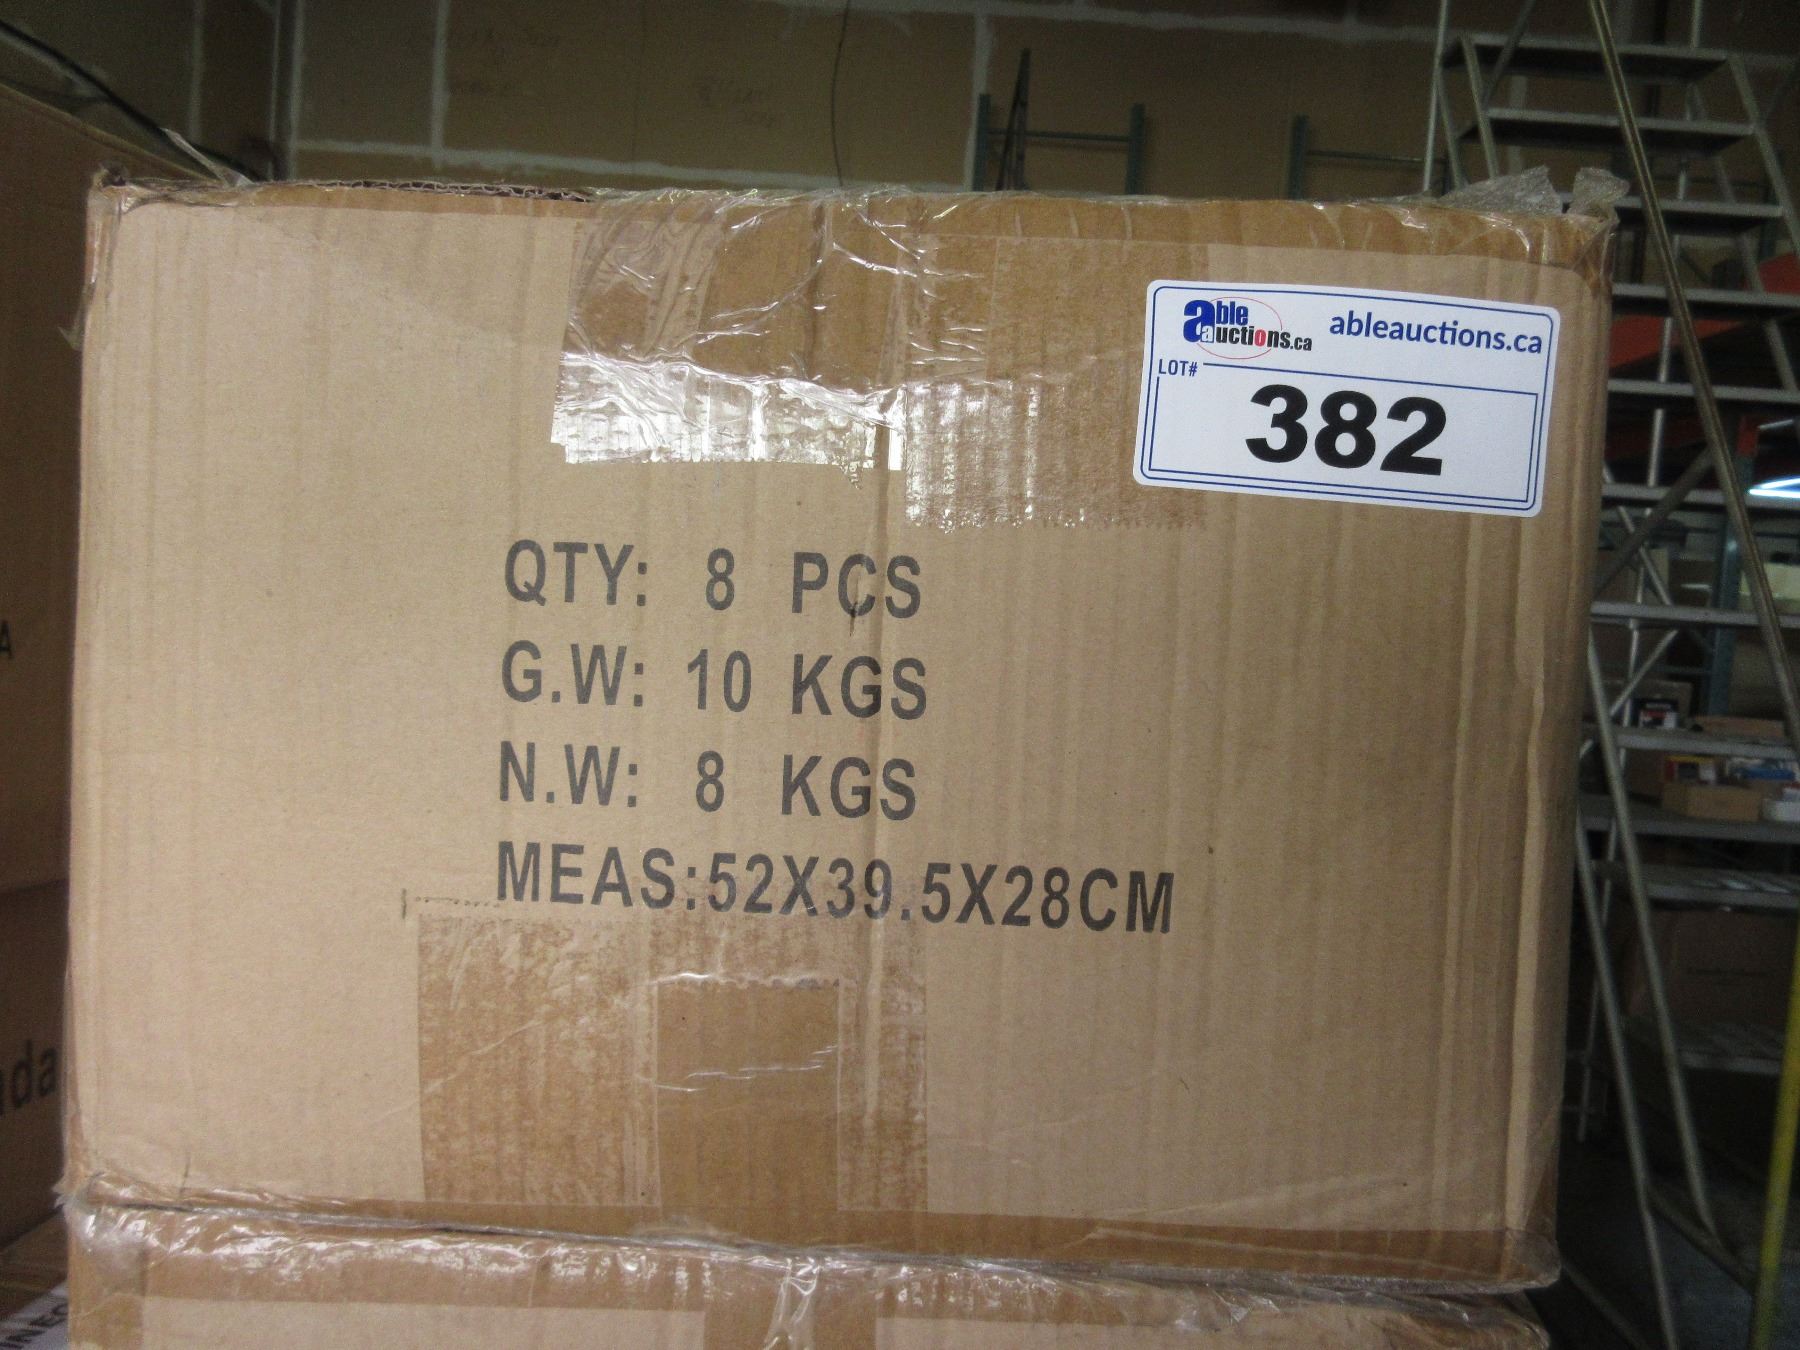 able auctions.ca ableauctions.ca
LOT#
382
QTY: 8 PCS
G.W: 10 KGS
N.W: 8 KGS
MEAS:52X39.5X28CM